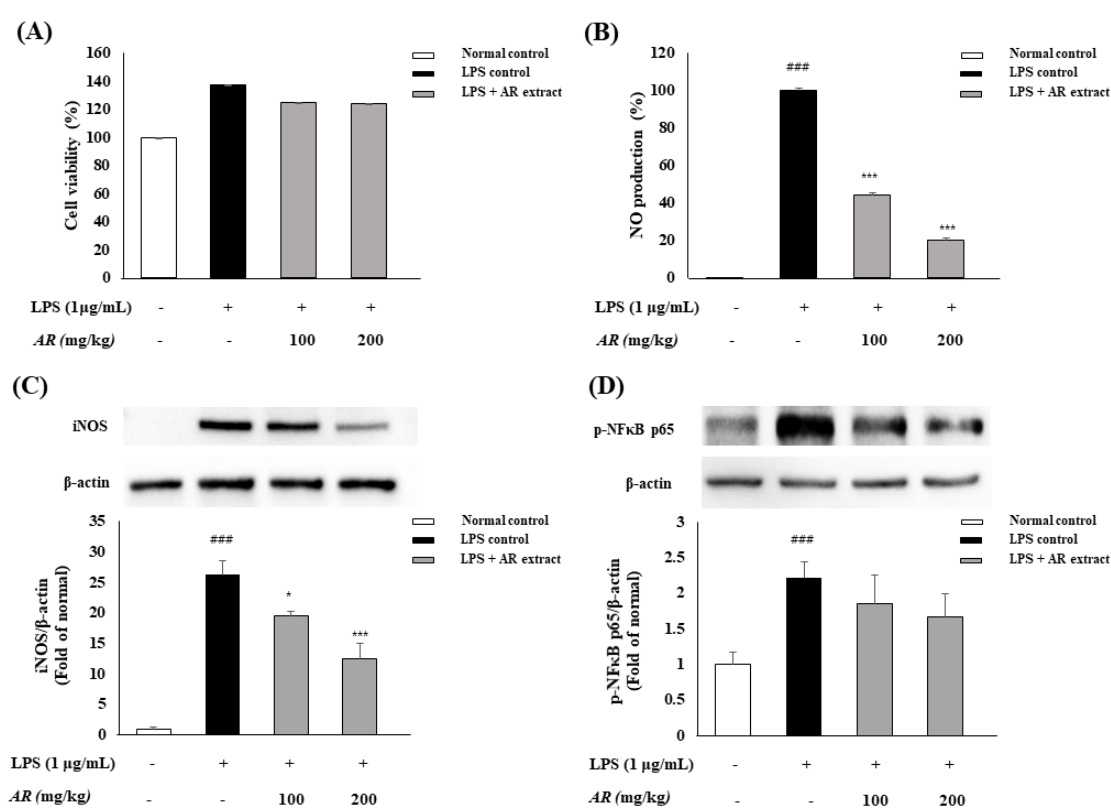 (A)
160
140
120
100
80
60
40
20
0
Cell viability (%)
Normal control
LPS control
LPS + AR extract
LPS (1μg/mL) - + + +
AR (mg/kg) - - 100 200
(B)
120
100
80
60
40
20
0
NO production (%)
###
***
***
Normal control
LPS control
LPS + AR extract
LPS (1 μg/mL) - + + +
AR (mg/kg) - - 100 200
(C)
iNOS
β-actin
35
30
25
20
15
10
5
0
iNOS/β-actin
(Fold of normal)
###
*
***
Normal control
LPS control
LPS + AR extract
LPS (1 μg/mL) - + + +
AR (mg/kg) - - 100 200
(D)
p-NFκB p65
β-actin
3
2.5
2
1.5
1
0.5
0
p-NFκB p65/β-actin
(Fold of normal)
###
Normal control
LPS control
LPS + AR extract
LPS (1 μg/mL) - + + +
AR (mg/kg) - - 100 200